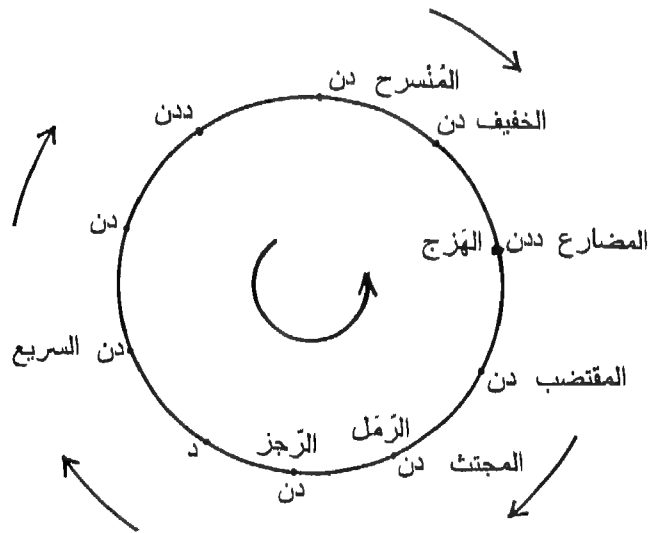 المُنْسرح دن
ددن
الخفيف دن
دن
المضارع ددن
الهَزج
دن السريع
المقتضب دن
الرّمَل
الرّجز
المجتث دن
د
دن